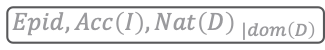 Epid, Acc(I), Nat(D) |dom(D)